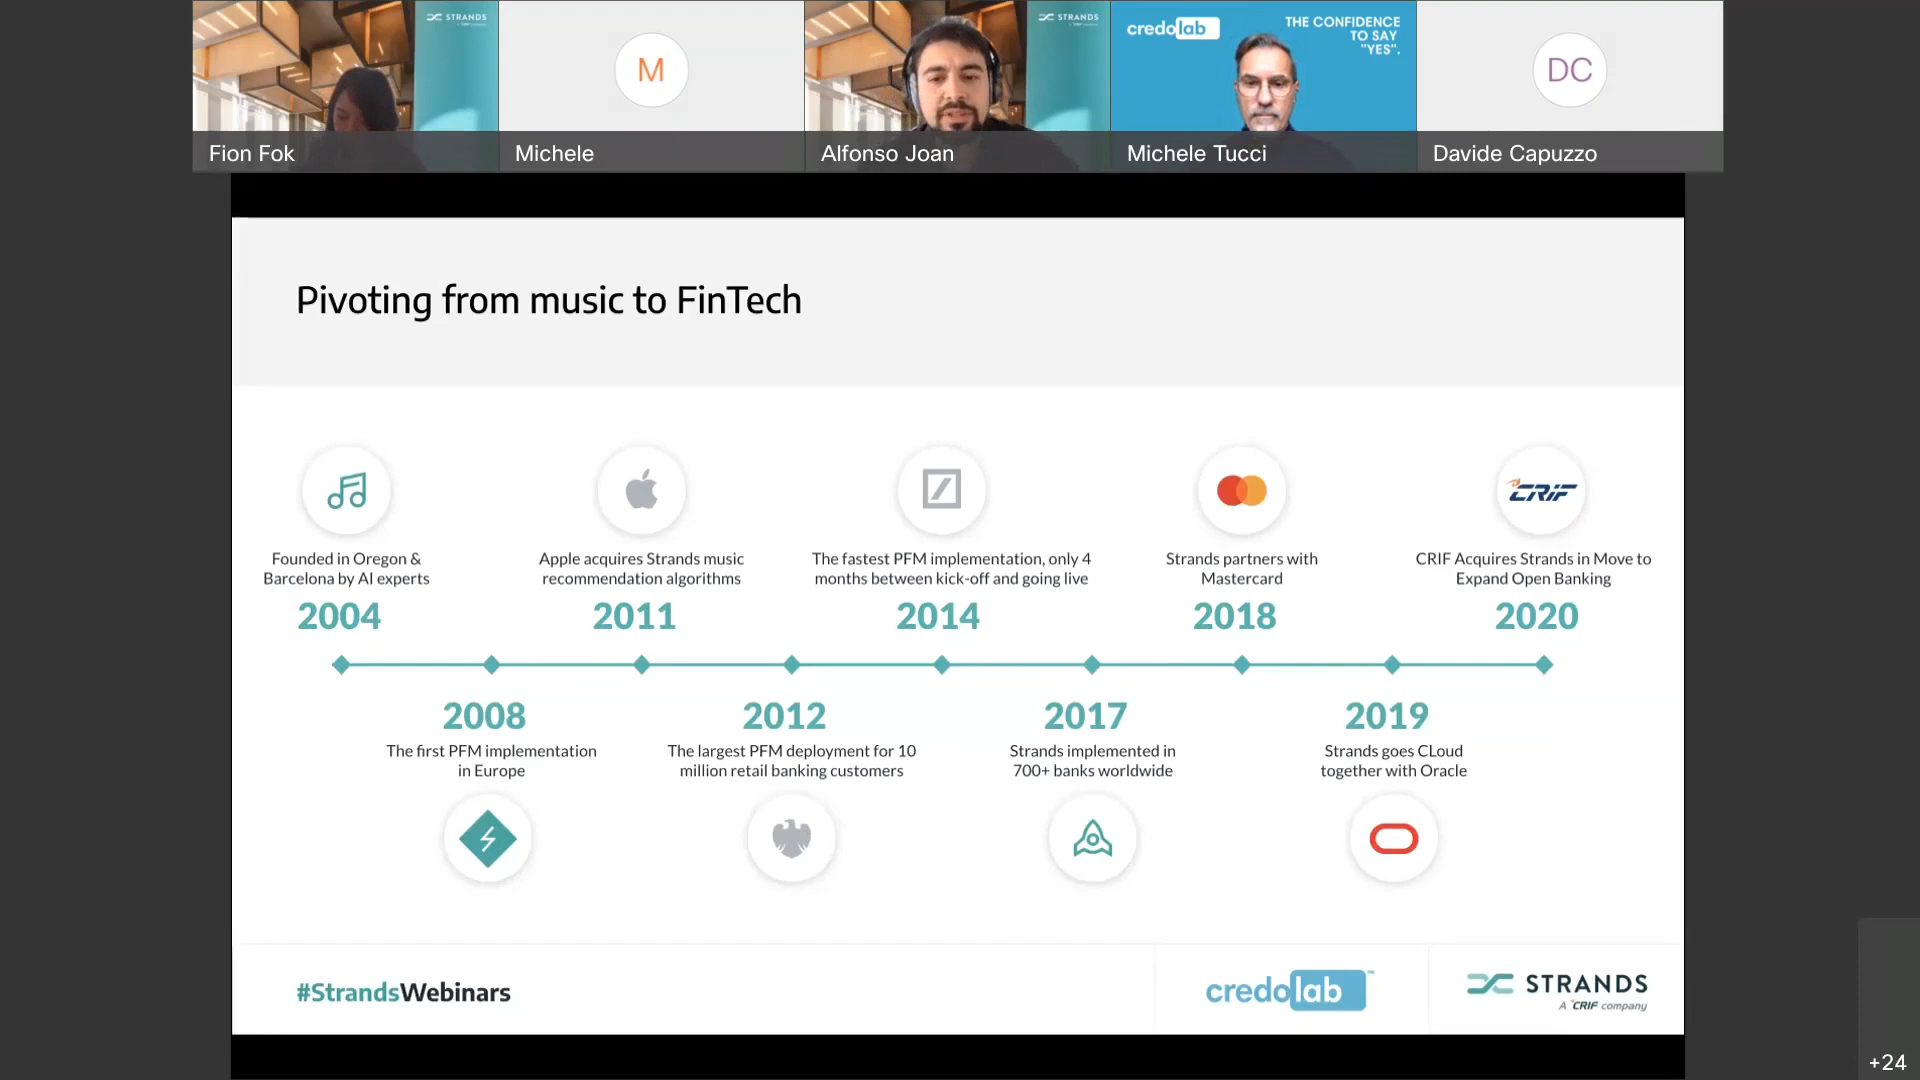 STRANDS
STRANDS
credolab
THE CONFIDENCE
TO SAY
"YES".
M
DC
Fion Fok
Michele
Alfonso Joan
Michele Tucci
Davide Capuzzo
Pivoting from music to FinTech
CRIF
Founded in Oregon &
Barcelona by AI experts
2004
Apple acquires Strands music
recommendation algorithms
2011
The fastest PFM implementation, only 4
months between kick-off and going live
2014
Strands partners with
Mastercard
2018
CRIF Acquires Strands in Move to
Expand Open Banking
2020
2008
The first PFM implementation
in Europe
2012
The largest PFM deployment for 10
million retail banking customers
2017
Strands implemented in
700+ banks worldwide
2019
Strands goes CLoud
together with Oracle
#StrandsWebinars
credolab™
STRANDS
A CRIF company
+24